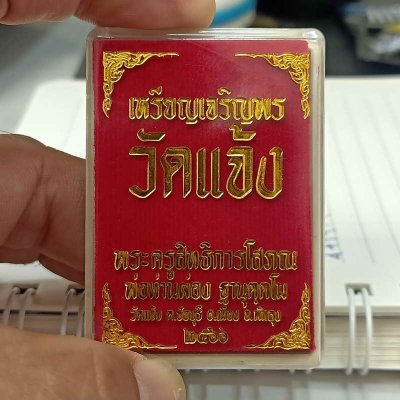 เหรียญเจริญพร
วัดแจ้ง
พระครูสิทธิการโสภณ
พ่อท่านผ่อง ฐานุตฺตโม
วัดแจ้ง ต.ชัยบุรี อ.เมือง จ.พัทลุง
๒๕๖๖